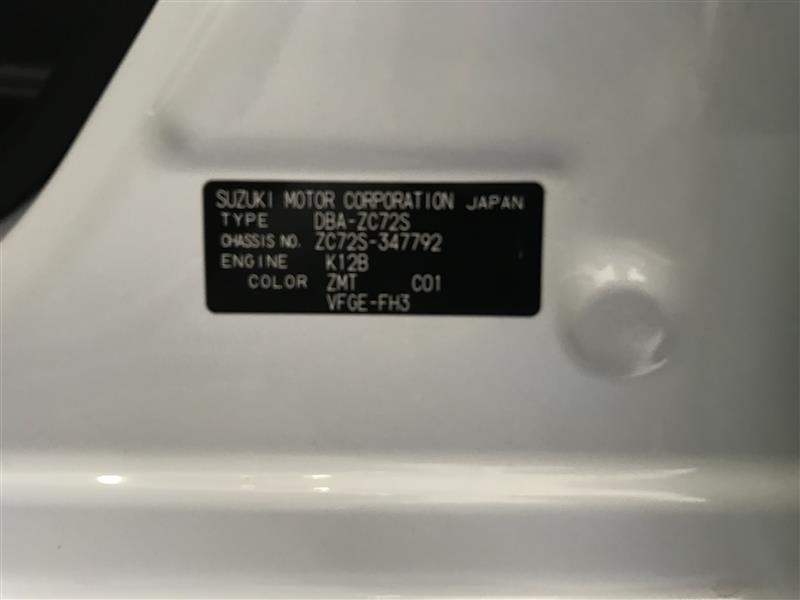 SUZUKI MOTOR CORPORATION JAPAN
TYPE DBA-ZC72S
CHASSIS NO. ZC72S-347792
ENGINE K12B
COLOR ZMT C01
VFGE-FH3